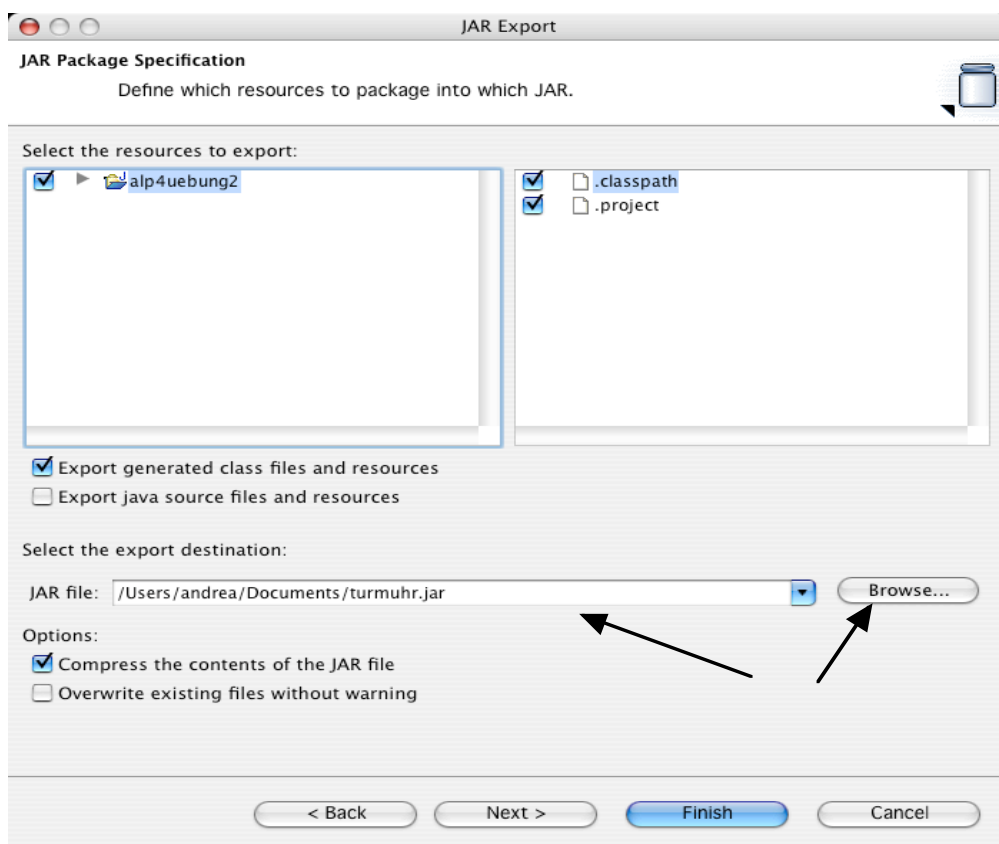 JAR Export
JAR Package Specification
Define which resources to package into which JAR.
Select the resources to export:
alp4uebung2
.classpath
.project
Export generated class files and resources
Export java source files and resources
Select the export destination:
JAR file: /Users/andrea/Documents/turmuhr.jar Browse...
Options:
Compress the contents of the JAR file
Overwrite existing files without warning
< Back Next > Finish Cancel